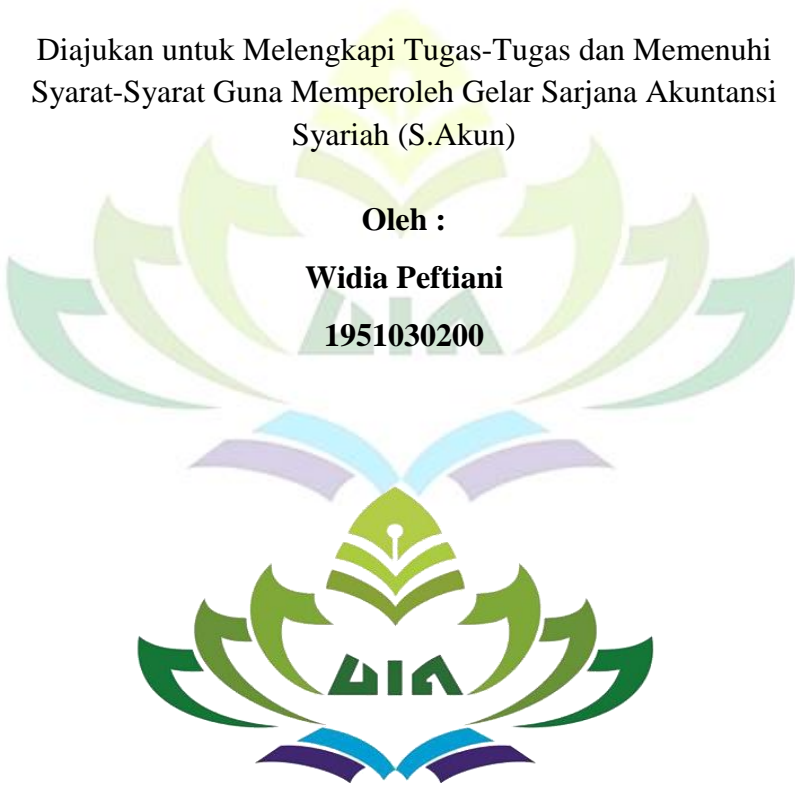 Diajukan untuk Melengkapi Tugas-Tugas dan Memenuhi
Syarat-Syarat Guna Memperoleh Gelar Sarjana Akuntansi
Syariah (S.Akun)
Oleh :
Widia Peftiani
1951030200
UIN
UIN